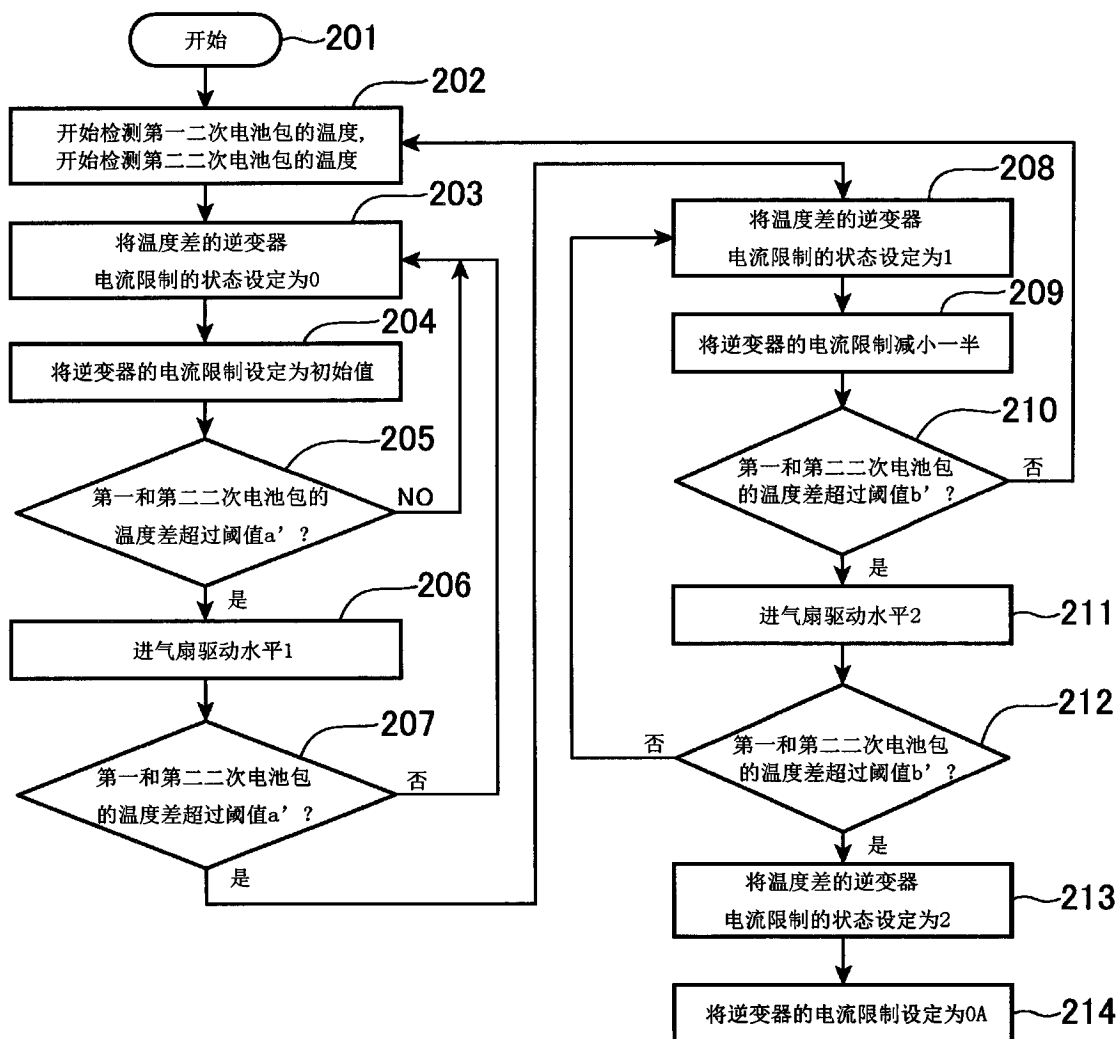 开始
201
202
开始检测第一二次电池包的温度,
开始检测第二二次电池包的温度
203
将温度差的逆变器
电流限制的状态设定为0
204
将逆变器的电流限制设定为初始值
205
第一和第二二次电池包的
温度差超过阈值a’？
NO
是
206
进气扇驱动水平1
207
第一和第二二次电池包
的温度差超过阈值a’？
否
是
208
将温度差的逆变器
电流限制的状态设定为1
209
将逆变器的电流限制减小一半
210
第一和第二二次电池包
的温度差超过阈值b’？
否
是
211
进气扇驱动水平2
212
第一和第二二次电池包
的温度差超过阈值b’？
否
是
213
将温度差的逆变器
电流限制的状态设定为2
214
将逆变器的电流限制设定为0A